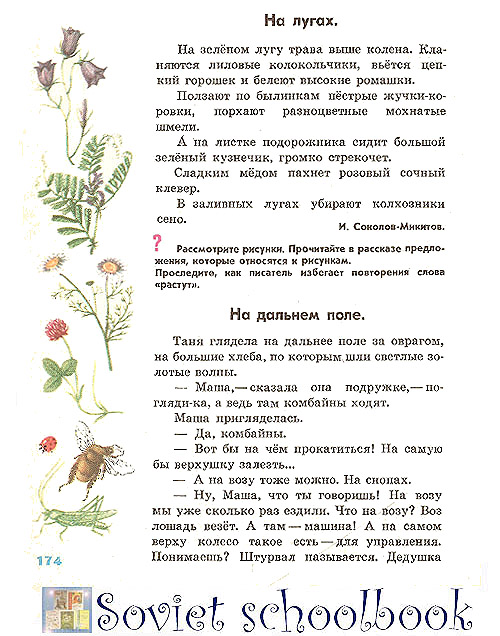 На лугах.
На зелёном лугу трава выше колена. Кла-
няются лиловые колокольчики, вьётся цеп-
кий горошек и белеют высокие ромашки.
Ползают по былинкам пёстрые жучки-ко-
ровки, порхают разноцветные мохнатые
шмели.
А на листке подорожника сидит большой
зелёный кузнечик, громко стрекочет.
Сладким мёдом пахнет розовый сочный
клевер.
В заливных лугах убирают колхозники
сено.
И. Соколов-Микитов.
? Рассмотрите рисунки. Прочитайте в рассказе предло-
жения, которые относятся к рисункам.
Проследите, как писатель избегает повторения слова
«растут».
На дальнем поле.
Таня глядела на дальнее поле за оврагом,
на большие хлеба, по которым шли светлые зо-
лотые волны.
— Маша,— сказала она подружке,— по-
гляди-ка, а ведь там комбайны ходят.
Маша пригляделась.
— Да, комбайны.
— Вот бы на чём прокатиться! На самую
бы верхушку залезть...
— А на возу тоже можно. На снопах.
— Ну, Маша, что ты говоришь! На возу
мы уже сколько раз ездили. Что на возу? Воз
лошадь везёт. А там — машина! А на самом
верху колесо такое есть — для управления.
Понимаешь? Штурвал называется. Дедушка
174
Soviet schoolbook